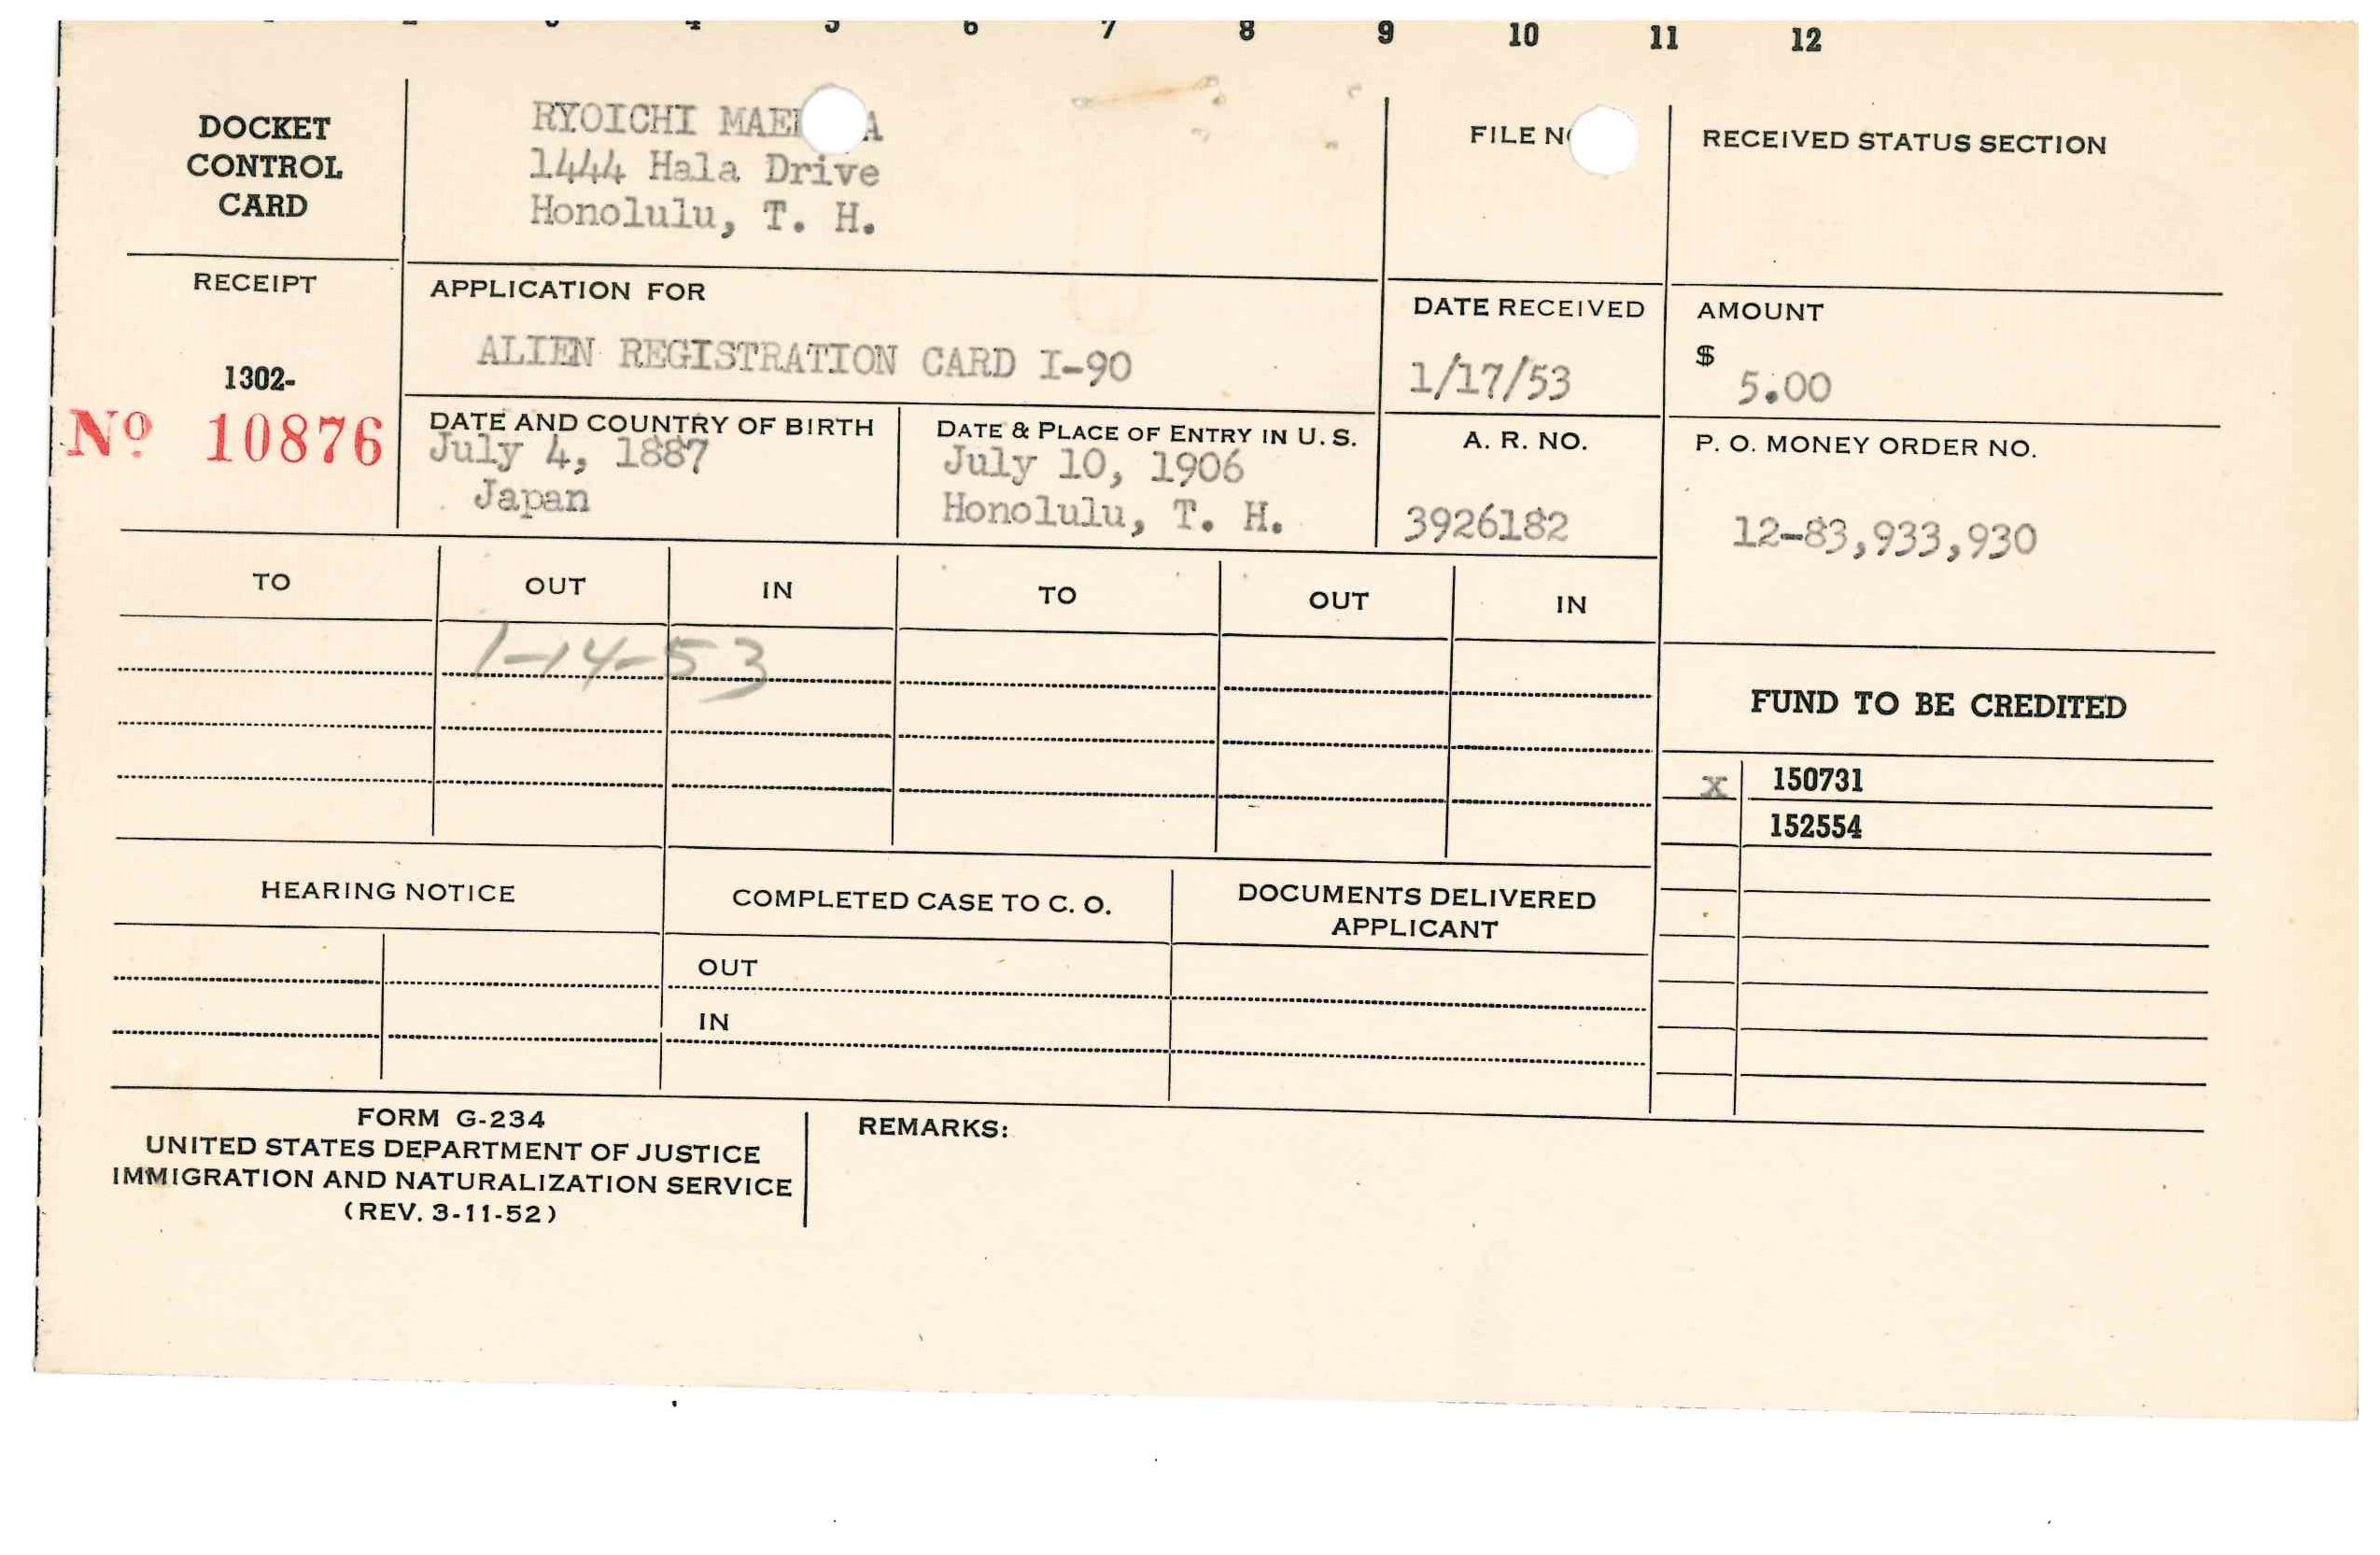 4 5 6 7 8 9 10 11 12
DOCKET
CONTROL
CARD
RYOICHI
1444 Hala Drive
Honolulu, T. H.
FILE
RECEIVED STATUS SECTION
RECEIPT
1302-
Nº 10876
APPLICATION FOR
ALIEN REGISTRATION CARD I-90
DATE RECEIVED
1/17/53
AMOUNT
$ 5.00
DATE AND COUNTRY OF BIRTH
July 4, 1887
Japan
DATE & PLACE OF ENTRY IN U. S.
July 10, 1906
Honolulu, T. H.
A. R. NO.
3926182
P. O. MONEY ORDER NO.
12-83,933,930
TO OUT IN TO OUT IN
1-14-53
FUND TO BE CREDITED
x 150731
152554
HEARING NOTICE
COMPLETED CASE TO C. O.
OUT
IN
DOCUMENTS DELIVERED
APPLICANT
FORM G-234
UNITED STATES DEPARTMENT OF JUSTICE
IMMIGRATION AND NATURALIZATION SERVICE
(REV. 3-11-52)
REMARKS: